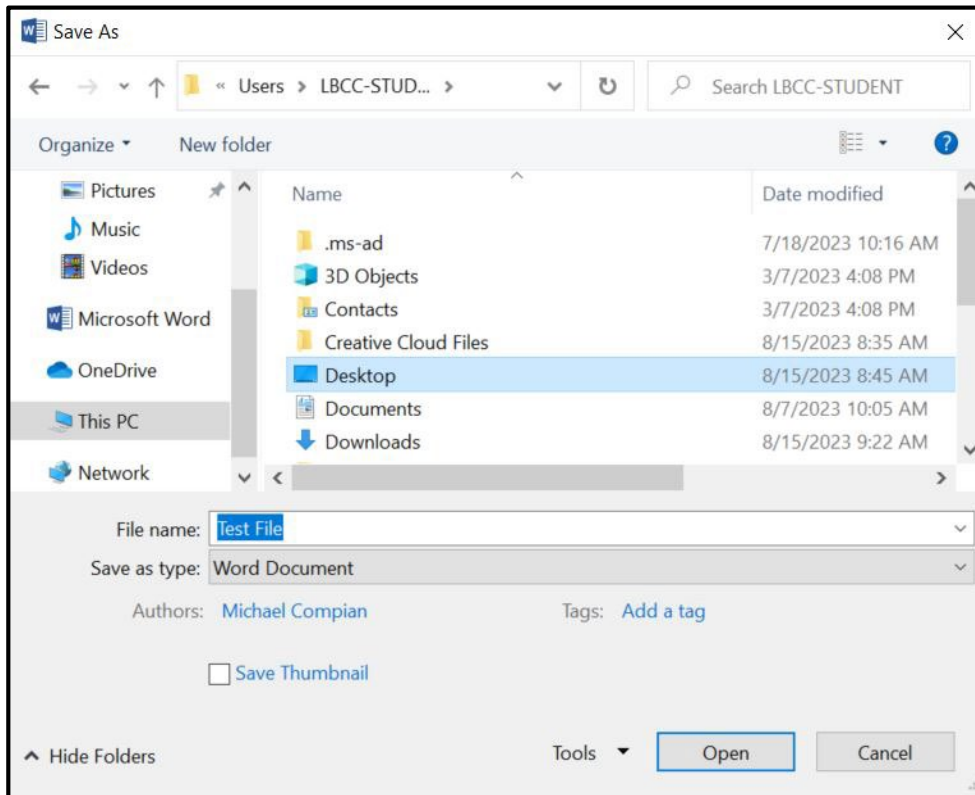 Save As
« Users > LBCC-STUD... >
Search LBCC-STUDENT
Organize
New folder
?
Pictures
Music
Videos
Microsoft Word
OneDrive
This PC
Network
Name Date modified
.ms-ad 7/18/2023 10:16 AM
3D Objects 3/7/2023 4:08 PM
Contacts 3/7/2023 4:08 PM
Creative Cloud Files 8/15/2023 8:35 AM
Desktop 8/15/2023 8:45 AM
Documents 8/7/2023 10:05 AM
Downloads 8/15/2023 9:22 AM
File name: Test File
Save as type: Word Document
Authors: Michael Compian Tags: Add a tag
Save Thumbnail
Hide Folders Tools Open Cancel